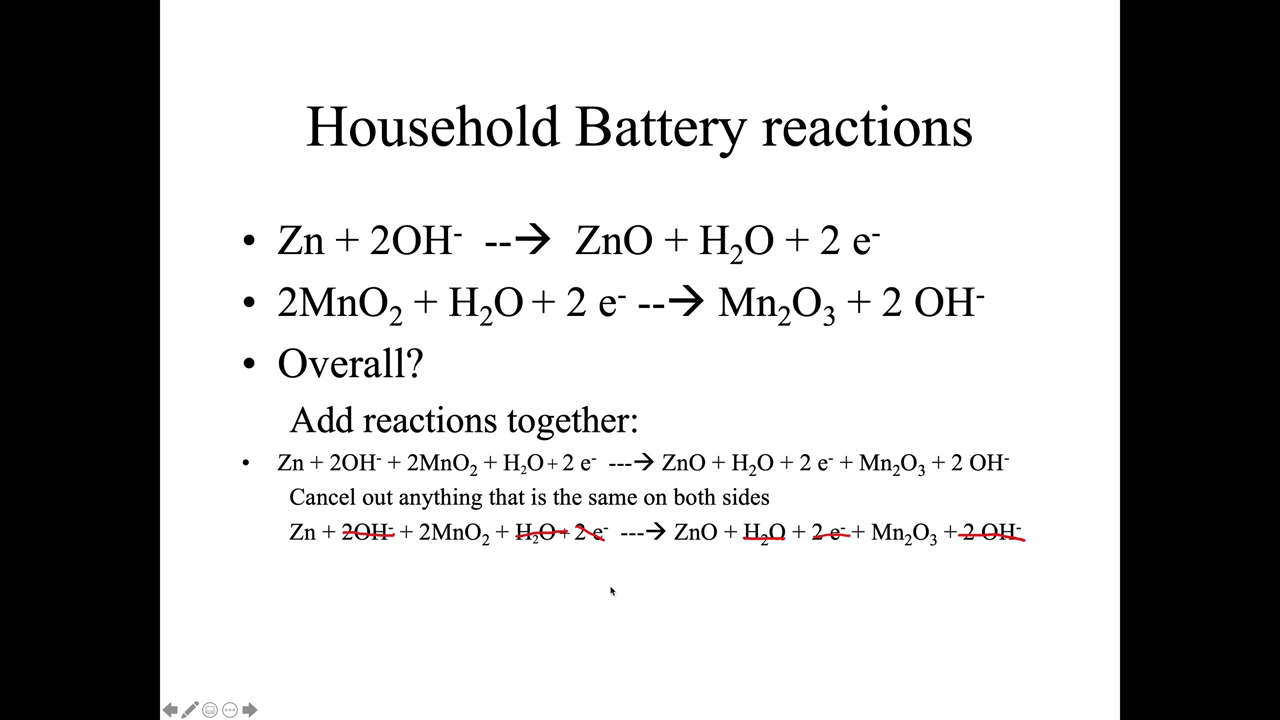 Household Battery reactions
• Zn + 2OH⁻ --→ ZnO + H₂O + 2 e⁻
• 2MnO₂ + H₂O + 2 e⁻ --→ Mn₂O₃ + 2 OH⁻
• Overall?
Add reactions together:
• Zn + 2OH⁻ + 2MnO₂ + H₂O + 2 e⁻ ---→ ZnO + H₂O + 2 e⁻ + Mn₂O₃ + 2 OH⁻
Cancel out anything that is the same on both sides
Zn + 2OH⁻ + 2MnO₂ + H₂O + 2 e⁻ ---→ ZnO + H₂O + 2 e⁻ + Mn₂O₃ + 2 OH⁻